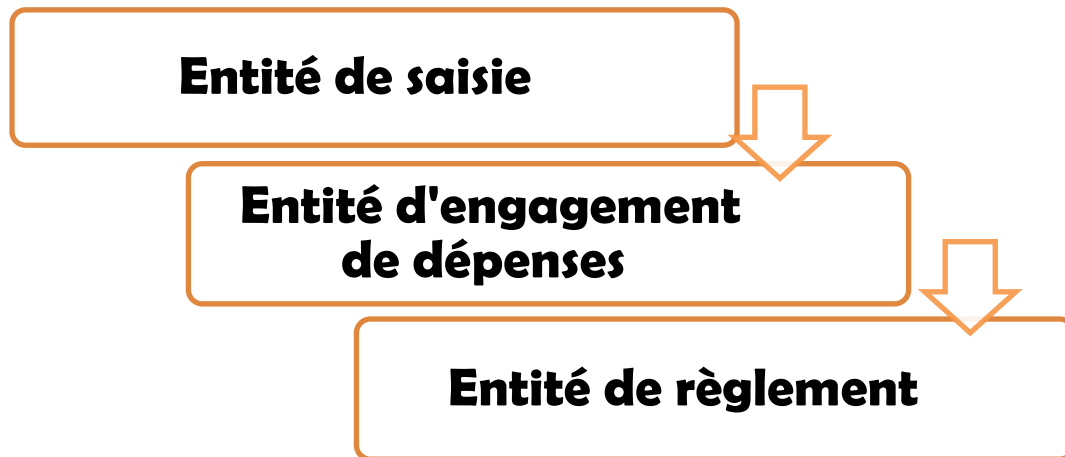 Entité de saisie
Entité d'engagement
de dépenses
Entité de règlement